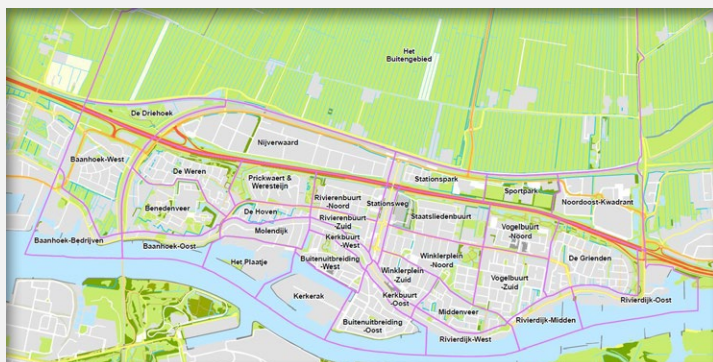 Het
Buitengebied
De Driehoek
Nijverwaard
Baanhoek-West
De Weren
Prickwaert &
Weresteijn
Stationspark
Sportpark
Noordoost-Kwadrant
Benedenveer
De Hoven
Rivierenbuurt
-Noord
Stationsweg
Staatsliedenbuurt
Molendijk
Rivierenbuurt
-Zuid
Vogelbuurt
-Noord
Baanhoek-Bedrijven
Baanhoek-Oost
Kerkbuurt
-West
Het Plaatje
Buitenuitbreiding
-West
Winklerplein
-Noord
De Grienden
Winklerplein
-Zuid
Vogelbuurt
-Zuid
Kerkerak
Kerkbuurt
-Oost
Rivierdijk-Oost
Middenveer
Buitenuitbreiding
-Oost
Rivierdijk-Midden
Rivierdijk-West